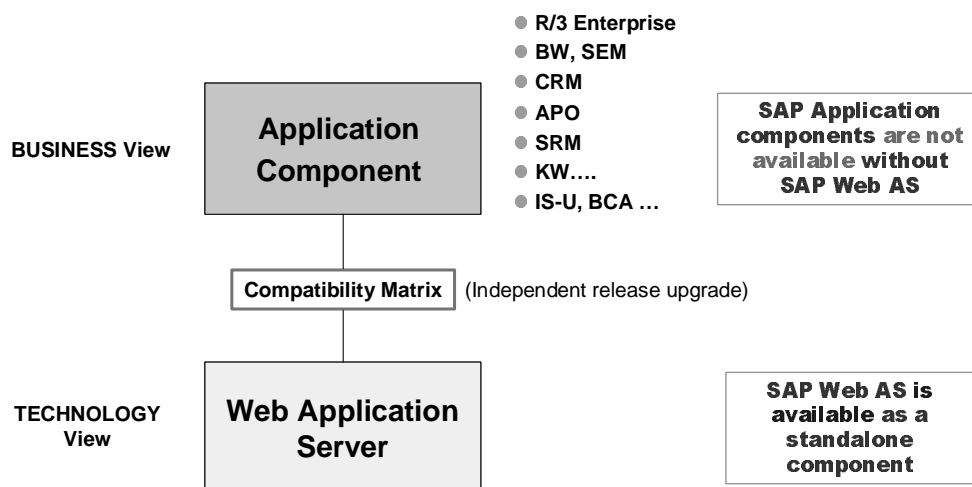 R/3 Enterprise
BW, SEM
CRM
APO
SRM
KW....
IS-U, BCA ...
BUSINESS View
Application
Component
SAP Application
components are not
available without
SAP Web AS
Compatibility Matrix
(Independent release upgrade)
TECHNOLOGY
View
Web Application
Server
SAP Web AS is
available as a
standalone
component